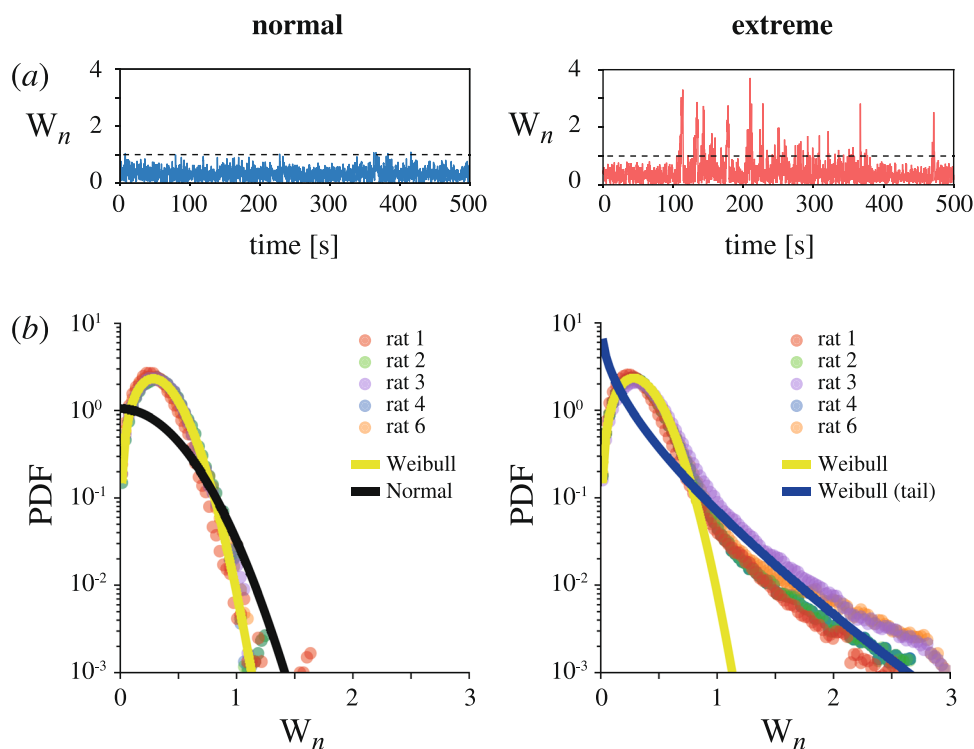 normal
extreme
(a)
W_n
4
2
0
0 100 200 300 400 500
time [s]
W_n
4
2
0
0 100 200 300 400 500
time [s]
(b)
PDF
10^1
10^0
10^-1
10^-2
10^-3
0 1 2 3
W_n
rat 1
rat 2
rat 3
rat 4
rat 6
Weibull
Normal
PDF
10^1
10^0
10^-1
10^-2
10^-3
0 1 2 3
W_n
rat 1
rat 2
rat 3
rat 4
rat 6
Weibull
Weibull (tail)